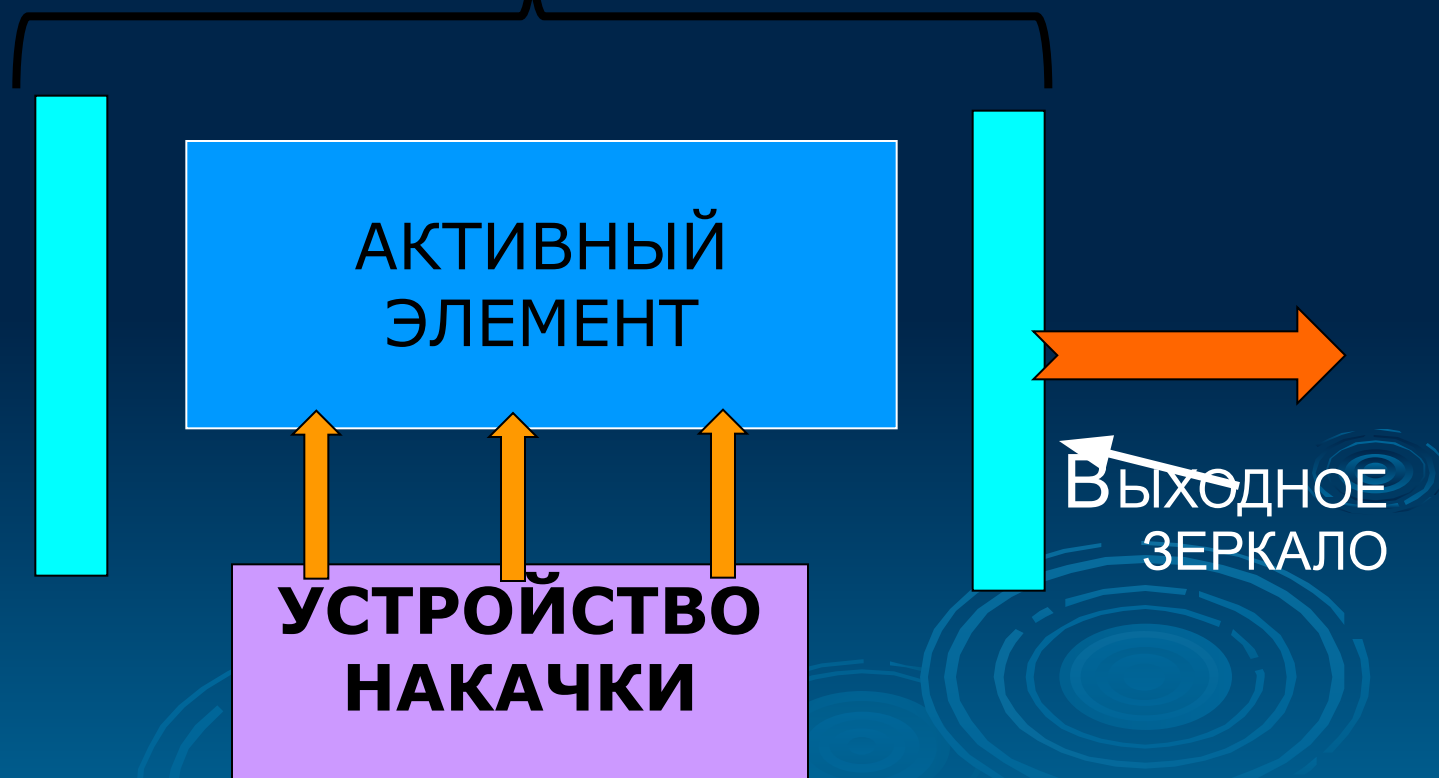 АКТИВНЫЙ
ЭЛЕМЕНТ
ВЫХОДНОЕ
ЗЕРКАЛО
УСТРОЙСТВО
НАКАЧКИ